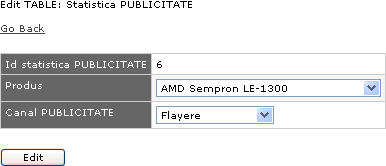 Edit TABLE: Statistica PUBLICITATE
Go Back
Id statistica PUBLICITATE 6
Produs AMD Sempron LE-1300
Canal PUBLICITATE Flayere
Edit